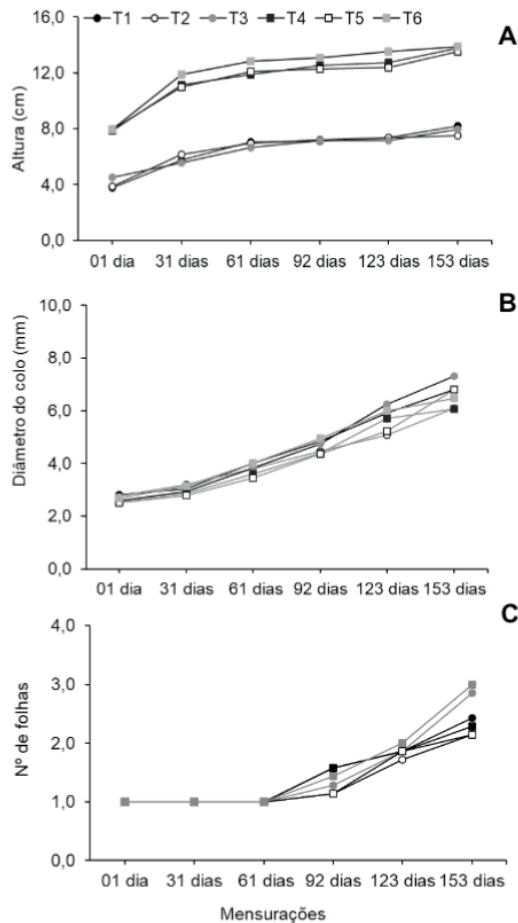 16,0
T1 T2 T3 T4 T5 T6
A
12,0
8,0
4,0
0,0
Altura (cm)
01 dia 31 dias 61 dias 92 dias 123 dias 153 dias
B
10,0
8,0
6,0
4,0
2,0
0,0
Diâmetro do colo (mm)
01 dia 31 dias 61 dias 92 dias 123 dias 153 dias
C
4,0
3,0
2,0
1,0
0,0
Nº de folhas
01 dia 31 dias 61 dias 92 dias 123 dias 153 dias
Mensurações